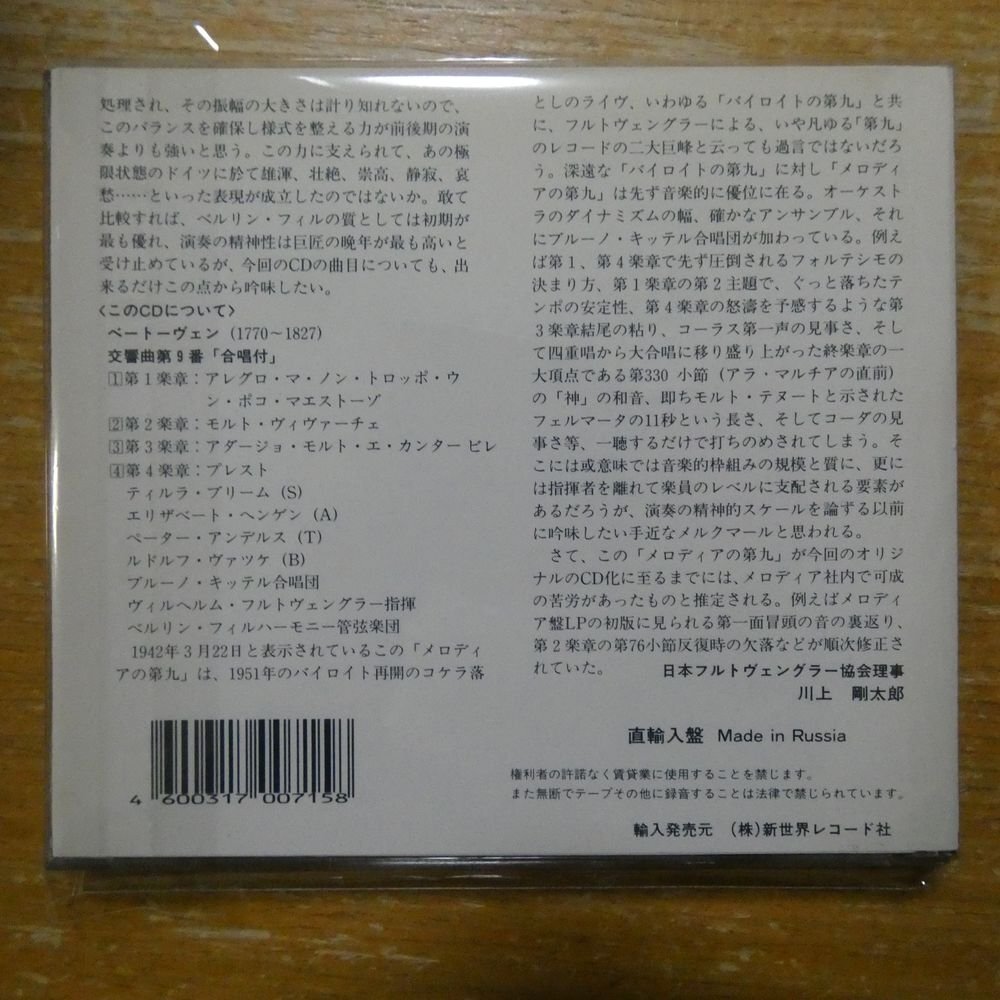 処理され、その振幅の大きさは計り知れないので、
このバランスを確保し様式を整える力が前後期の演
奏よりも強いと思う。この力に支えられて、あの極
限状態のドイツに於て雄渾、壮絶、崇高、静寂、哀
愁……といった表現が成立したのではないか。敢て
比較すれば、ベルリン・フィルの質としては初期が
最も優れ、演奏の精神性は巨匠の晩年が最も高いと
受け止めているが、今回のCDの曲目についても、出
来るだけこの点から吟味したい。
〈このCDについて〉
ベートーヴェン (1770～1827)
交響曲第9番「合唱付」
1第1楽章：アレグロ・マ・ノン・トロッポ・ウ
ン・ポコ・マエストーゾ
2第2楽章：モルト・ヴィヴァーチェ
3第3楽章：アダージョ・モルト・エ・カンタービレ
4第4楽章：プレスト
ティルラ・ブリーム (S)
エリザベート・ヘンゲン (A)
ペーター・アンデルス (T)
ルドルフ・ヴァツケ (B)
ブルーノ・キッテル合唱団
ヴィルヘルム・フルトヴェングラー指揮
ベルリン・フィルハーモニー管弦楽団
1942年3月22日と表示されているこの「メロディ
アの第九」は、1951年のバイロイト再開のコケラ落
としのライヴ、いわゆる「バイロイトの第九」と共
に、フルトヴェングラーによる、いや凡ゆる「第九」
のレコードの二大巨峰と云っても過言ではないだろ
う。深遠な「バイロイトの第九」に対し「メロディ
アの第九」は先ず音楽的に優位に在る。オーケスト
ラのダイナミズムの幅、確かなアンサンブル、それ
にブルーノ・キッテル合唱団が加わっている。例え
ば第1、第4楽章で先ず圧倒されるフォルテシモの
決まり方、第1楽章の第2主題で、ぐっと落ちたテ
ンポの安定性、第4楽章の怒濤を予感するような第
3楽章結尾の粘り、コーラス第一声の見事さ、そし
て四重唱から大合唱に移り盛り上がった終楽章の一
大頂点である第330小節（アラ・マルチアの直前）
の「神」の和音、即ちモルト・テヌートと示された
フェルマータの11秒という長さ、そしてコーダの見
事さ等、一聴するだけで打ちのめされてしまう。そ
こには或意味では音楽的枠組みの規模と質に、更に
は指揮者を離れて楽員のレベルに支配される要素が
あるだろうが、演奏の精神的スケールを論ずる以前
に吟味したい手近なメルクマールと思われる。
さて、この「メロディアの第九」が今回のオリジ
ナルのCD化に至るまでには、メロディア社内で可成
の苦労があったものと推定される。例えばメロディ
ア盤LPの初版に見られる第一面冒頭の音の裏返り、
第2楽章の第76小節反復時の欠落などが順次修正さ
れていた。
日本フルトヴェングラー協会理事
川上 剛太郎
直輸入盤 Made in Russia
権利者の許諾なく賃貸業に使用することを禁じます。
また無断でテープその他に録音することは法律で禁じられています。
輸入発売元 (株)新世界レコード社
4 600317 007158